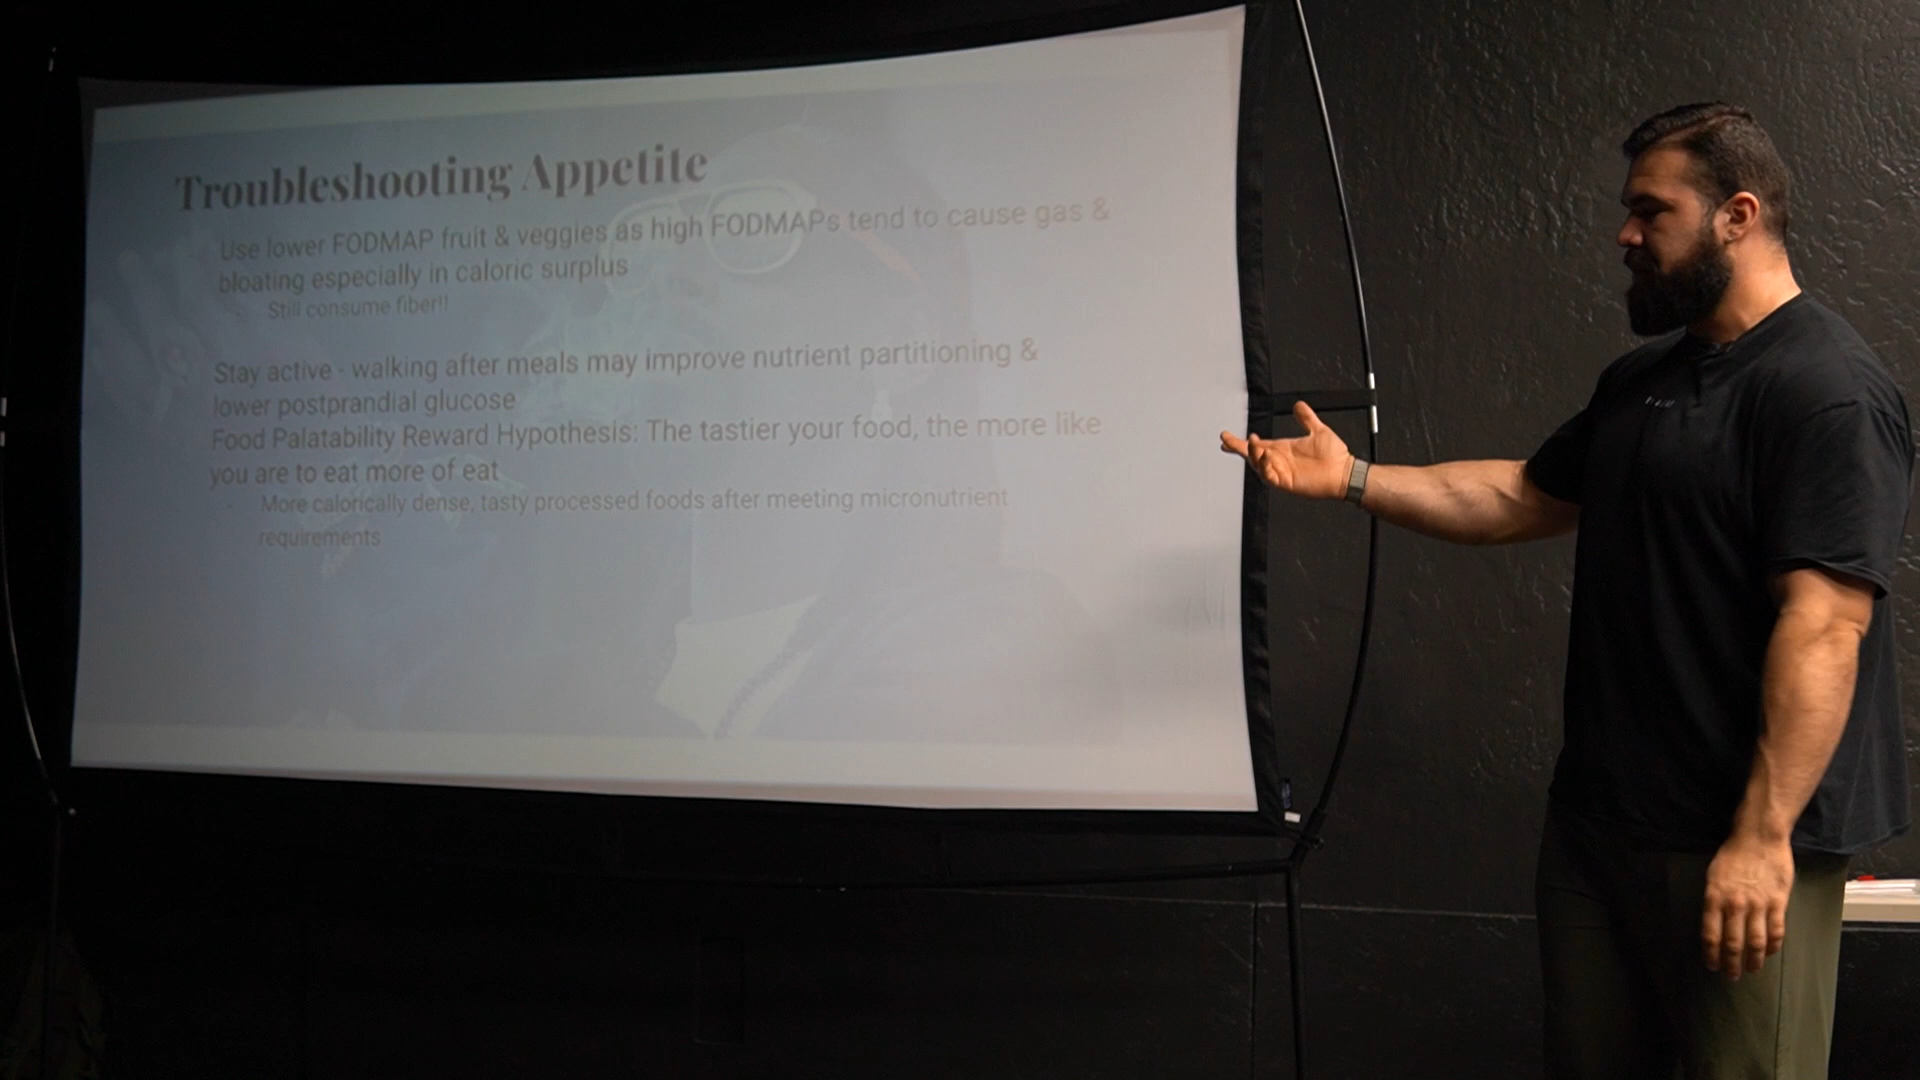 Troubleshooting Appetite
Use lower FODMAP fruit & veggies as high FODMAPs tend to cause gas &
bloating especially in caloric surplus
Still consume fiber!!
Stay active - walking after meals may improve nutrient partitioning &
lower postprandial glucose
Food Palatability Reward Hypothesis: The tastier your food, the more like
you are to eat more of eat
- More calorically dense, tasty processed foods after meeting micronutrient
requirements